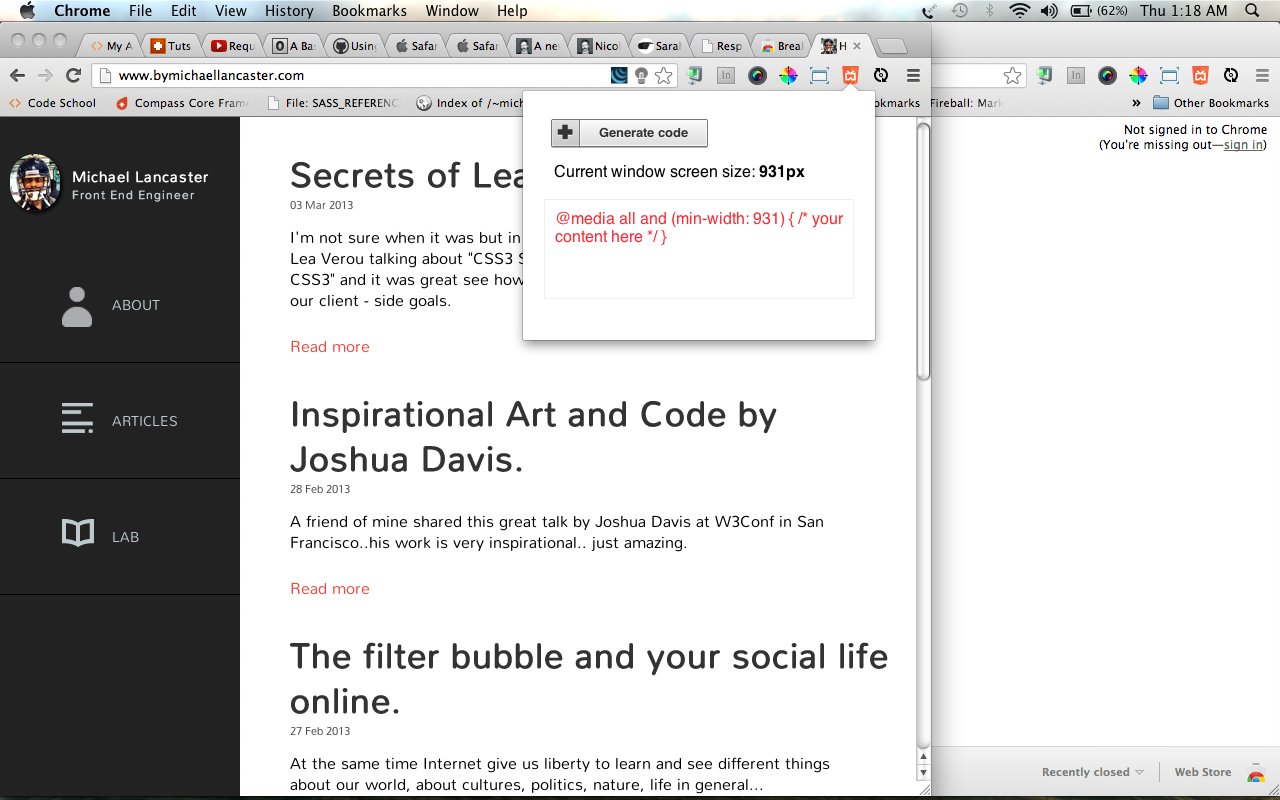 Chrome File Edit View History Bookmarks Window Help (62%) Thu 1:18 AM
My A Tuts Requ A Ba Using Safar Safar A ne Nicol Saral Resp Breal H
www.bymichaellancaster.com
Code School Compass Core Fram File: SASS_REFERENC Index of /~mich okmarks Fireball: Mark » Other Bookmarks
Not signed in to Chrome
(You're missing out—sign in)
Generate code
Current window screen size: 931px
@media all and (min-width: 931) { /* your
content here */ }
Michael Lancaster
Front End Engineer
ABOUT
ARTICLES
LAB
Secrets of Lea
03 Mar 2013
I'm not sure when it was but in
Lea Verou talking about "CSS3 S
CSS3" and it was great see how
our client - side goals.
Read more
Inspirational Art and Code by
Joshua Davis.
28 Feb 2013
A friend of mine shared this great talk by Joshua Davis at W3Conf in San
Francisco..his work is very inspirational.. just amazing.
Read more
The filter bubble and your social life
online.
27 Feb 2013
At the same time Internet give us liberty to learn and see different things
about our world, about cultures, politics, nature, life in general...
Recently closed Web Store